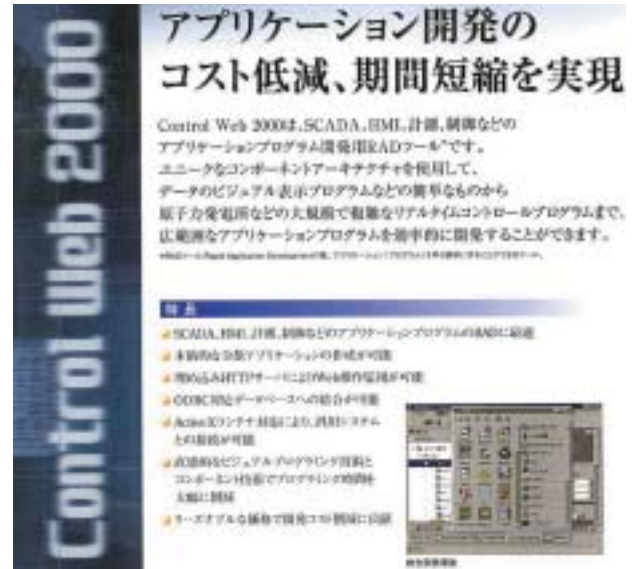 Control Web 2000
アプリケーション開発の
コスト低減、期間短縮を実現
Control Web 2000は、SCADA、HMI、計測、制御などの
アプリケーションプログラム開発用RADツール*です。
ユニークなコンポーネントアーキテクチャを使用して、
データのビジュアル表示プログラムなどの簡単なものから
原子力発電所などの大規模で複雑なリアルタイムコントロールプログラムまで、
広範囲なアプリケーションプログラムを効率的に開発することができます。
特長
SCADA、HMI、計測、制御などのアプリケーションプログラムのRADに最適
本格的な分散アプリケーションの作成が可能
埋め込みHTTPサーバによりWeb操作監視が可能
ODBC対応データベースへの結合が可能
ActiveXコンテナ対応により、汎用システム
との接続が可能
直感的なビジュアルプログラミング技術と
コンポーネント技術でプログラミング時間を
大幅に削減
リーズナブルな価格で開発コスト削減に貢献